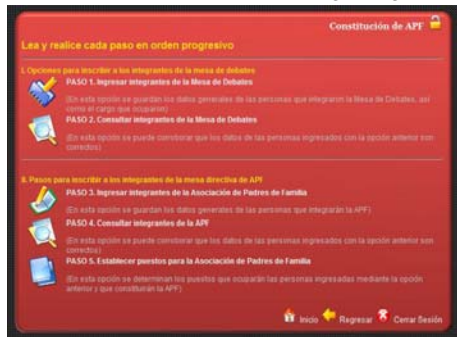 Constitución de APF
Lea y realice cada paso en orden progresivo
I. Opciones para inscribir a los integrantes de la mesa de debates
PASO 1. Ingresar integrantes de la Mesa de Debates
(En esta opción se guardan los datos generales de las personas que integraron la Mesa de Debates, así
como el cargo que ocuparon)
PASO 2. Consultar integrantes de la Mesa de Debates
(En esta opción se puede corroborar que los datos de las personas ingresados con la opción anterior son
correctos)
II. Pasos para inscribir a los integrantes de la mesa directiva de APF
PASO 3. Ingresar integrantes de la Asociación de Padres de Familia
(En esta opción se guardan los datos generales de las personas que integrarán la APF)
PASO 4. Consultar integrantes de la APF
(En esta opción se puede corroborar que los datos de las personas ingresados con la opción anterior son
correctos)
PASO 5. Establecer puestos para la Asociación de Padres de Familia
(En esta opción se determinan los puestos que ocuparán las personas ingresadas mediante la opción
anterior y que constituirán la APF)
Inicio Regresar Cerrar Sesión